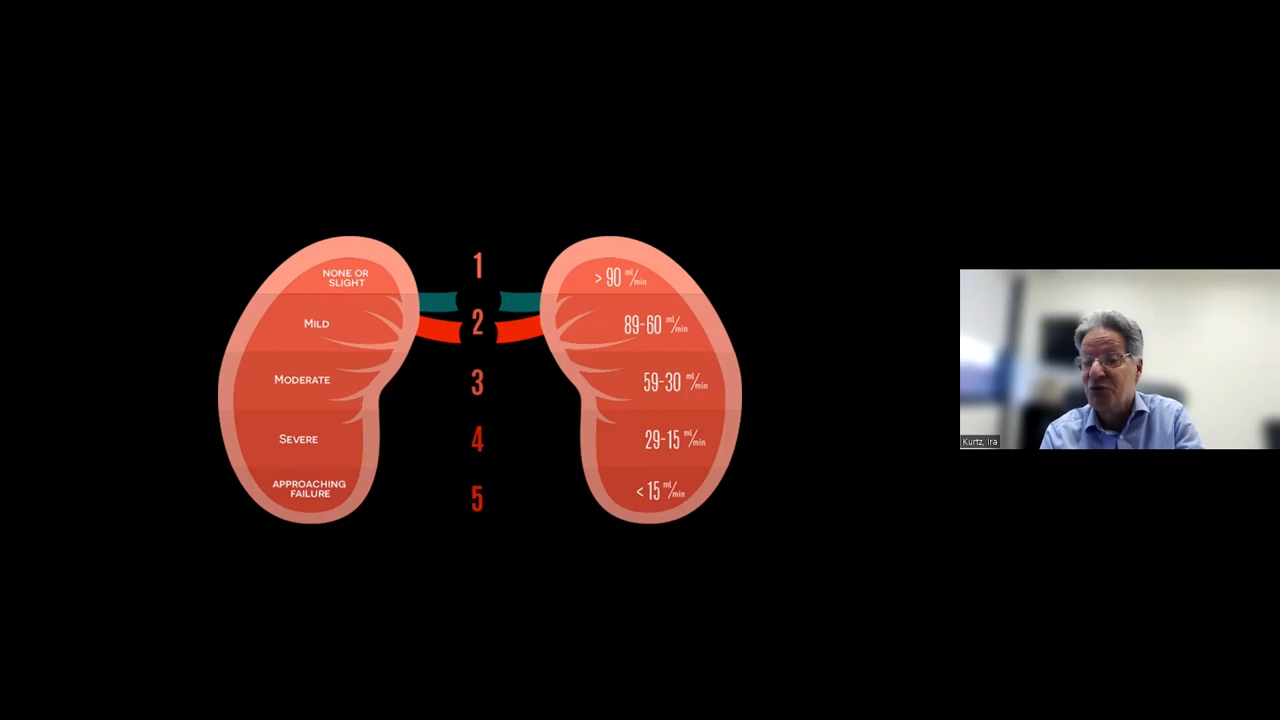 NONE OR
SLIGHT
1
> 90 ml/min
MILD
2
89-60 ml/min
MODERATE
3
59-30 ml/min
SEVERE
4
29-15 ml/min
APPROACHING
FAILURE
5
< 15 ml/min
Kurtz, Ira